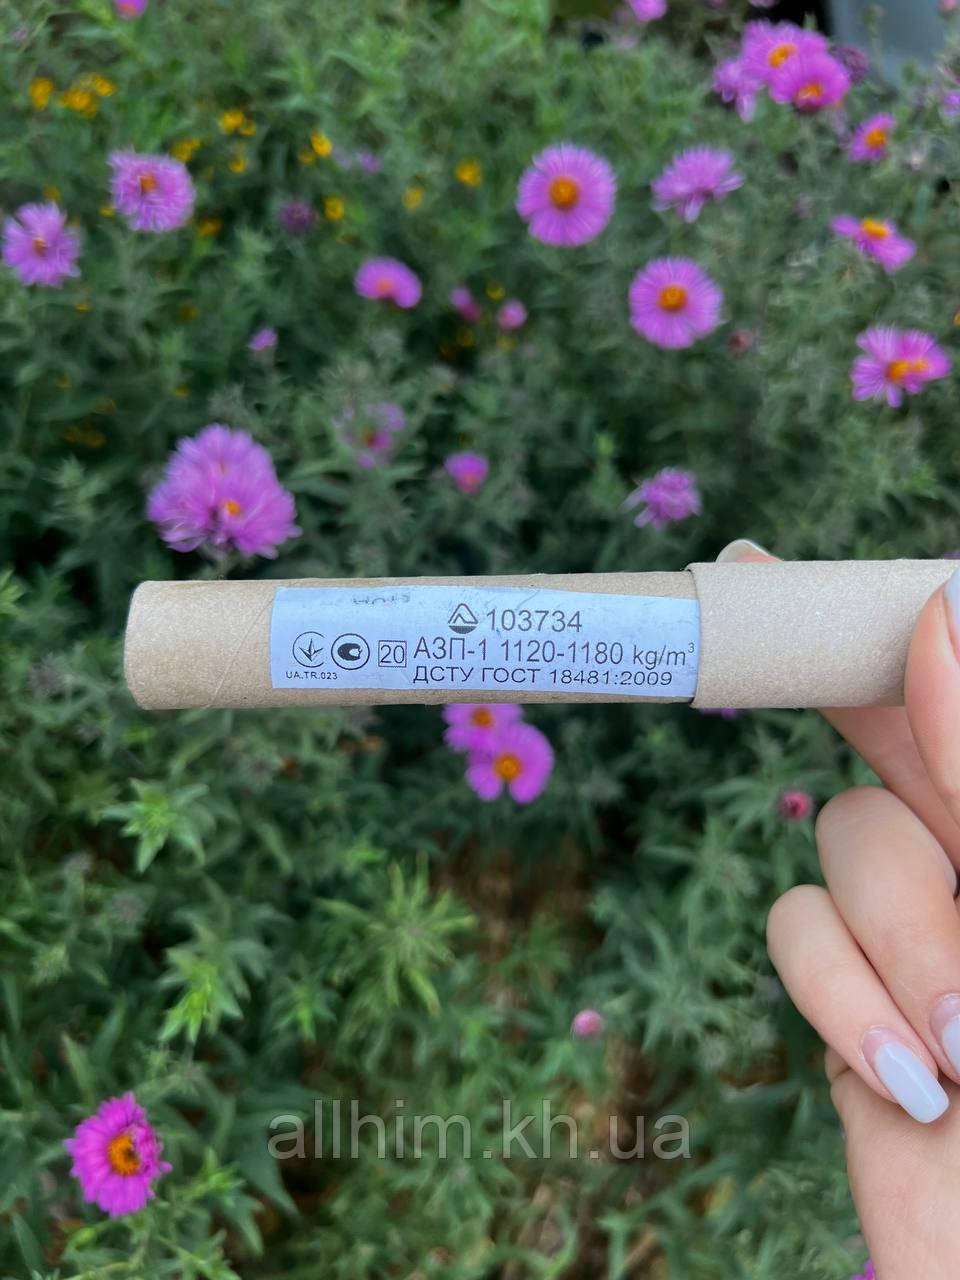 103734
UA.TR.023
20
АЗП-1 1120-1180 kg/m³
ДСТУ ГОСТ 18481:2009
allhim.kh.ua